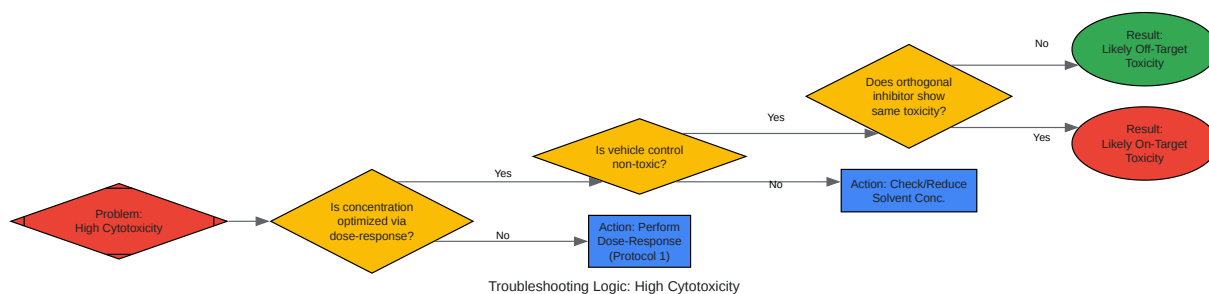 Problem:
High Cytotoxicity
Is concentration
optimized via
dose-response?
Yes
No
Action: Perform
Dose-Response
(Protocol 1)
Is vehicle control
non-toxic?
Yes
No
Action: Check/Reduce
Solvent Conc.
Does orthogonal
inhibitor show
same toxicity?
No
Yes
Result:
Likely Off-Target
Toxicity
Result:
Likely On-Target
Toxicity
Troubleshooting Logic: High Cytotoxicity